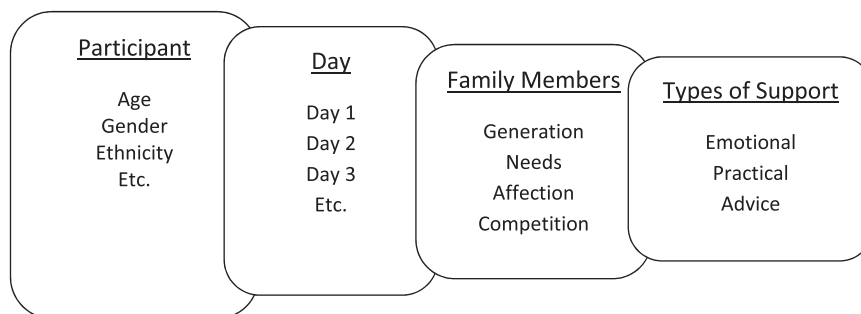 Participant
Age
Gender
Ethnicity
Etc.
Day
Day 1
Day 2
Day 3
Etc.
Family Members
Generation
Needs
Affection
Competition
Types of Support
Emotional
Practical
Advice